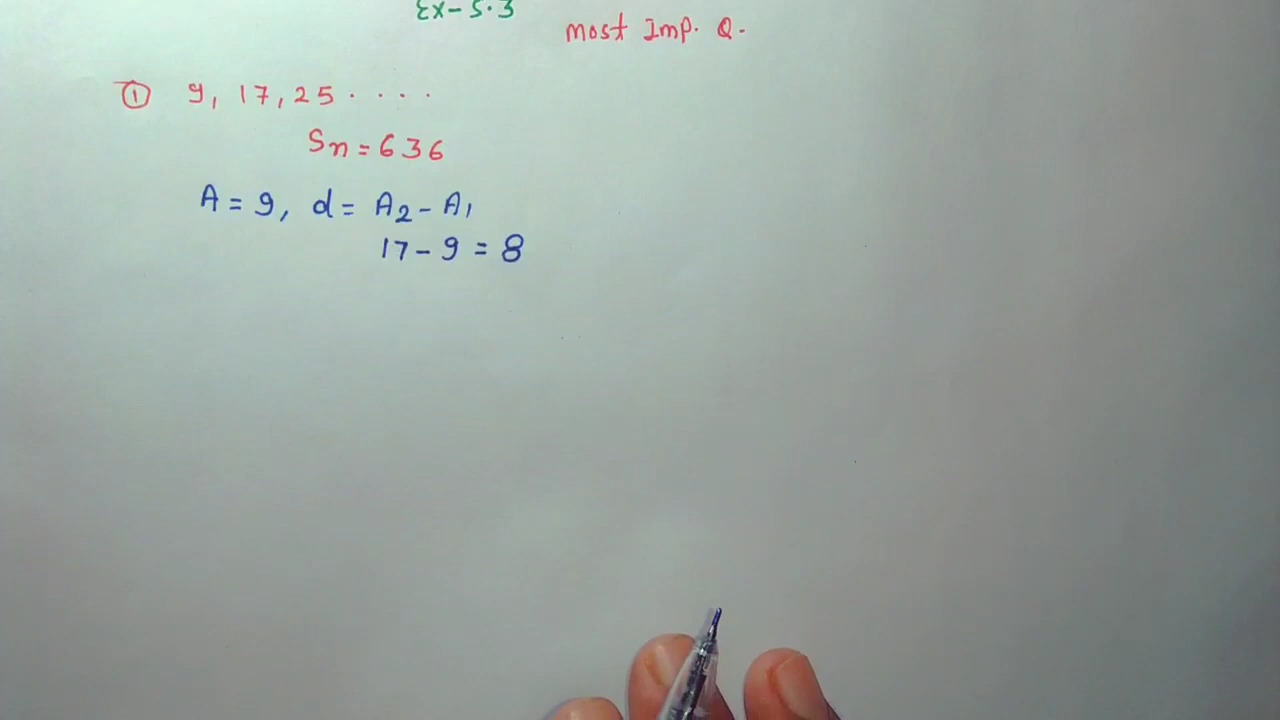 Ex-5.3
Most Imp. Q.
① 9, 17, 25 . . . .
Sn = 636
A = 9, d = A₂ - A₁
17 - 9 = 8